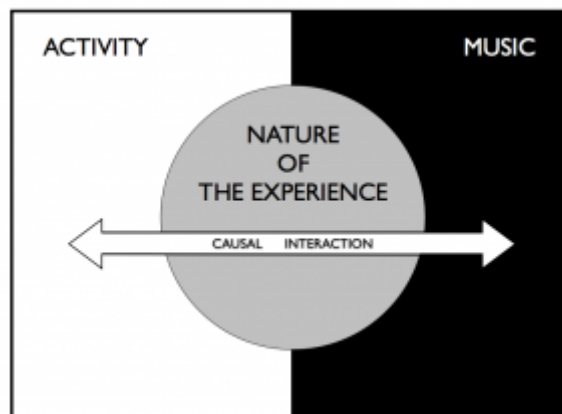 ACTIVITY
MUSIC
NATURE
OF
THE EXPERIENCE
CAUSAL INTERACTION